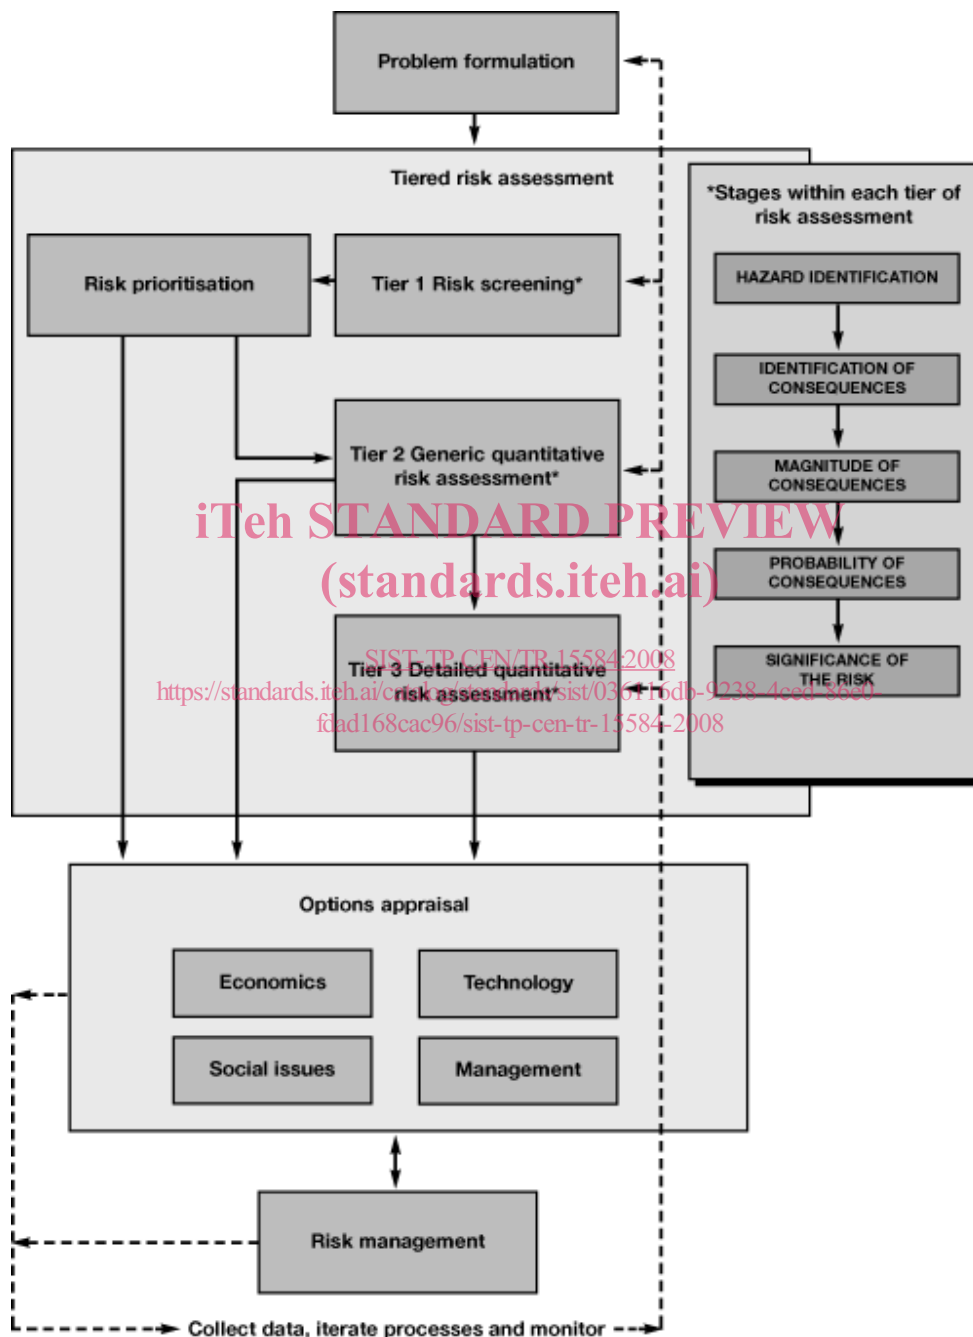 Problem formulation
Tiered risk assessment
*Stages within each tier of
risk assessment
Risk prioritisation
Tier 1 Risk screening*
HAZARD IDENTIFICATION
IDENTIFICATION OF
CONSEQUENCES
Tier 2 Generic quantitative
risk assessment*
MAGNITUDE OF
CONSEQUENCES
iTeh STANDARD PREVIEW
(standards.iteh.ai)
PROBABILITY OF
CONSEQUENCES
SIST-TP CEN/TR 15584:2008
Tier 3 Detailed quantitative
risk assessment*
SIGNIFICANCE OF
THE RISK
fdad168cac96/sist-tp-cen-tr-15584-2008
Options appraisal
Economics
Technology
Social issues
Management
Risk management
Collect data, iterate processes and monitor